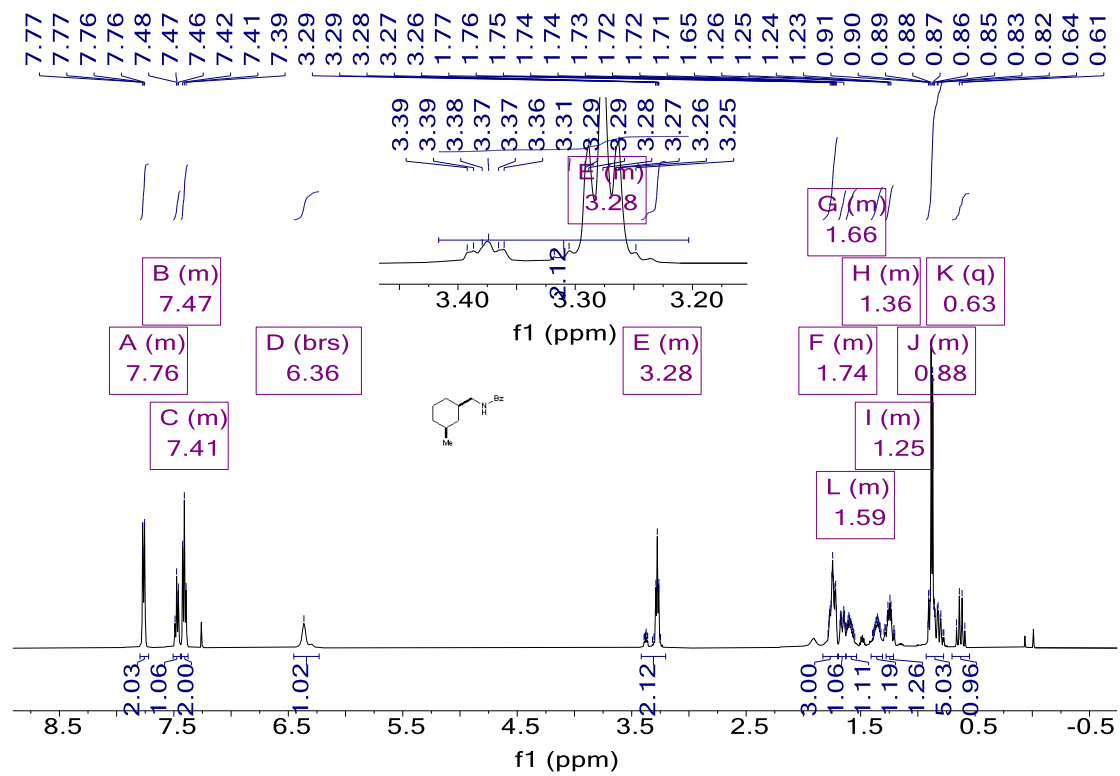 7.77 7.77 7.76 7.76 7.48 7.47 7.46 7.42 7.41 7.39 3.29 3.29 3.28 3.27 3.26 1.77 1.76 1.75 1.74 1.74 1.73 1.72 1.72 1.71 1.65 1.26 1.25 1.24 1.23 0.91 0.90 0.89 0.88 0.87 0.86 0.85 0.83 0.82 0.64 0.61
3.39 3.39 3.38 3.37 3.37 3.36 3.31 3.29 3.29 3.28 3.27 3.26 3.25
E (m)
3.28
G (m)
1.66
2.12
B (m)
7.47
H (m)
1.36
K (q)
0.63
3.40 3.30 3.20
f1 (ppm)
A (m)
7.76
D (brs)
6.36
E (m)
3.28
F (m)
1.74
J (m)
0.88
Bz
N
H
Me
C (m)
7.41
I (m)
1.25
L (m)
1.59
2.03 1.06 2.00 1.02 2.12 3.00 1.06 1.11 1.19 1.26 5.03 0.96
8.5 7.5 6.5 5.5 4.5 3.5 2.5 1.5 0.5 -0.5
f1 (ppm)